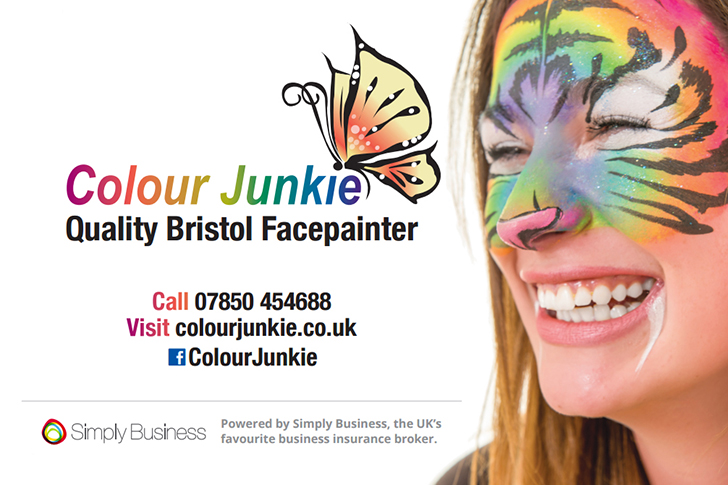 Colour Junkie
Quality Bristol Facepainter
Call 07850 454688
Visit colourjunkie.co.uk
f ColourJunkie
Simply Business
Powered by Simply Business, the UK's
favourite business insurance broker.